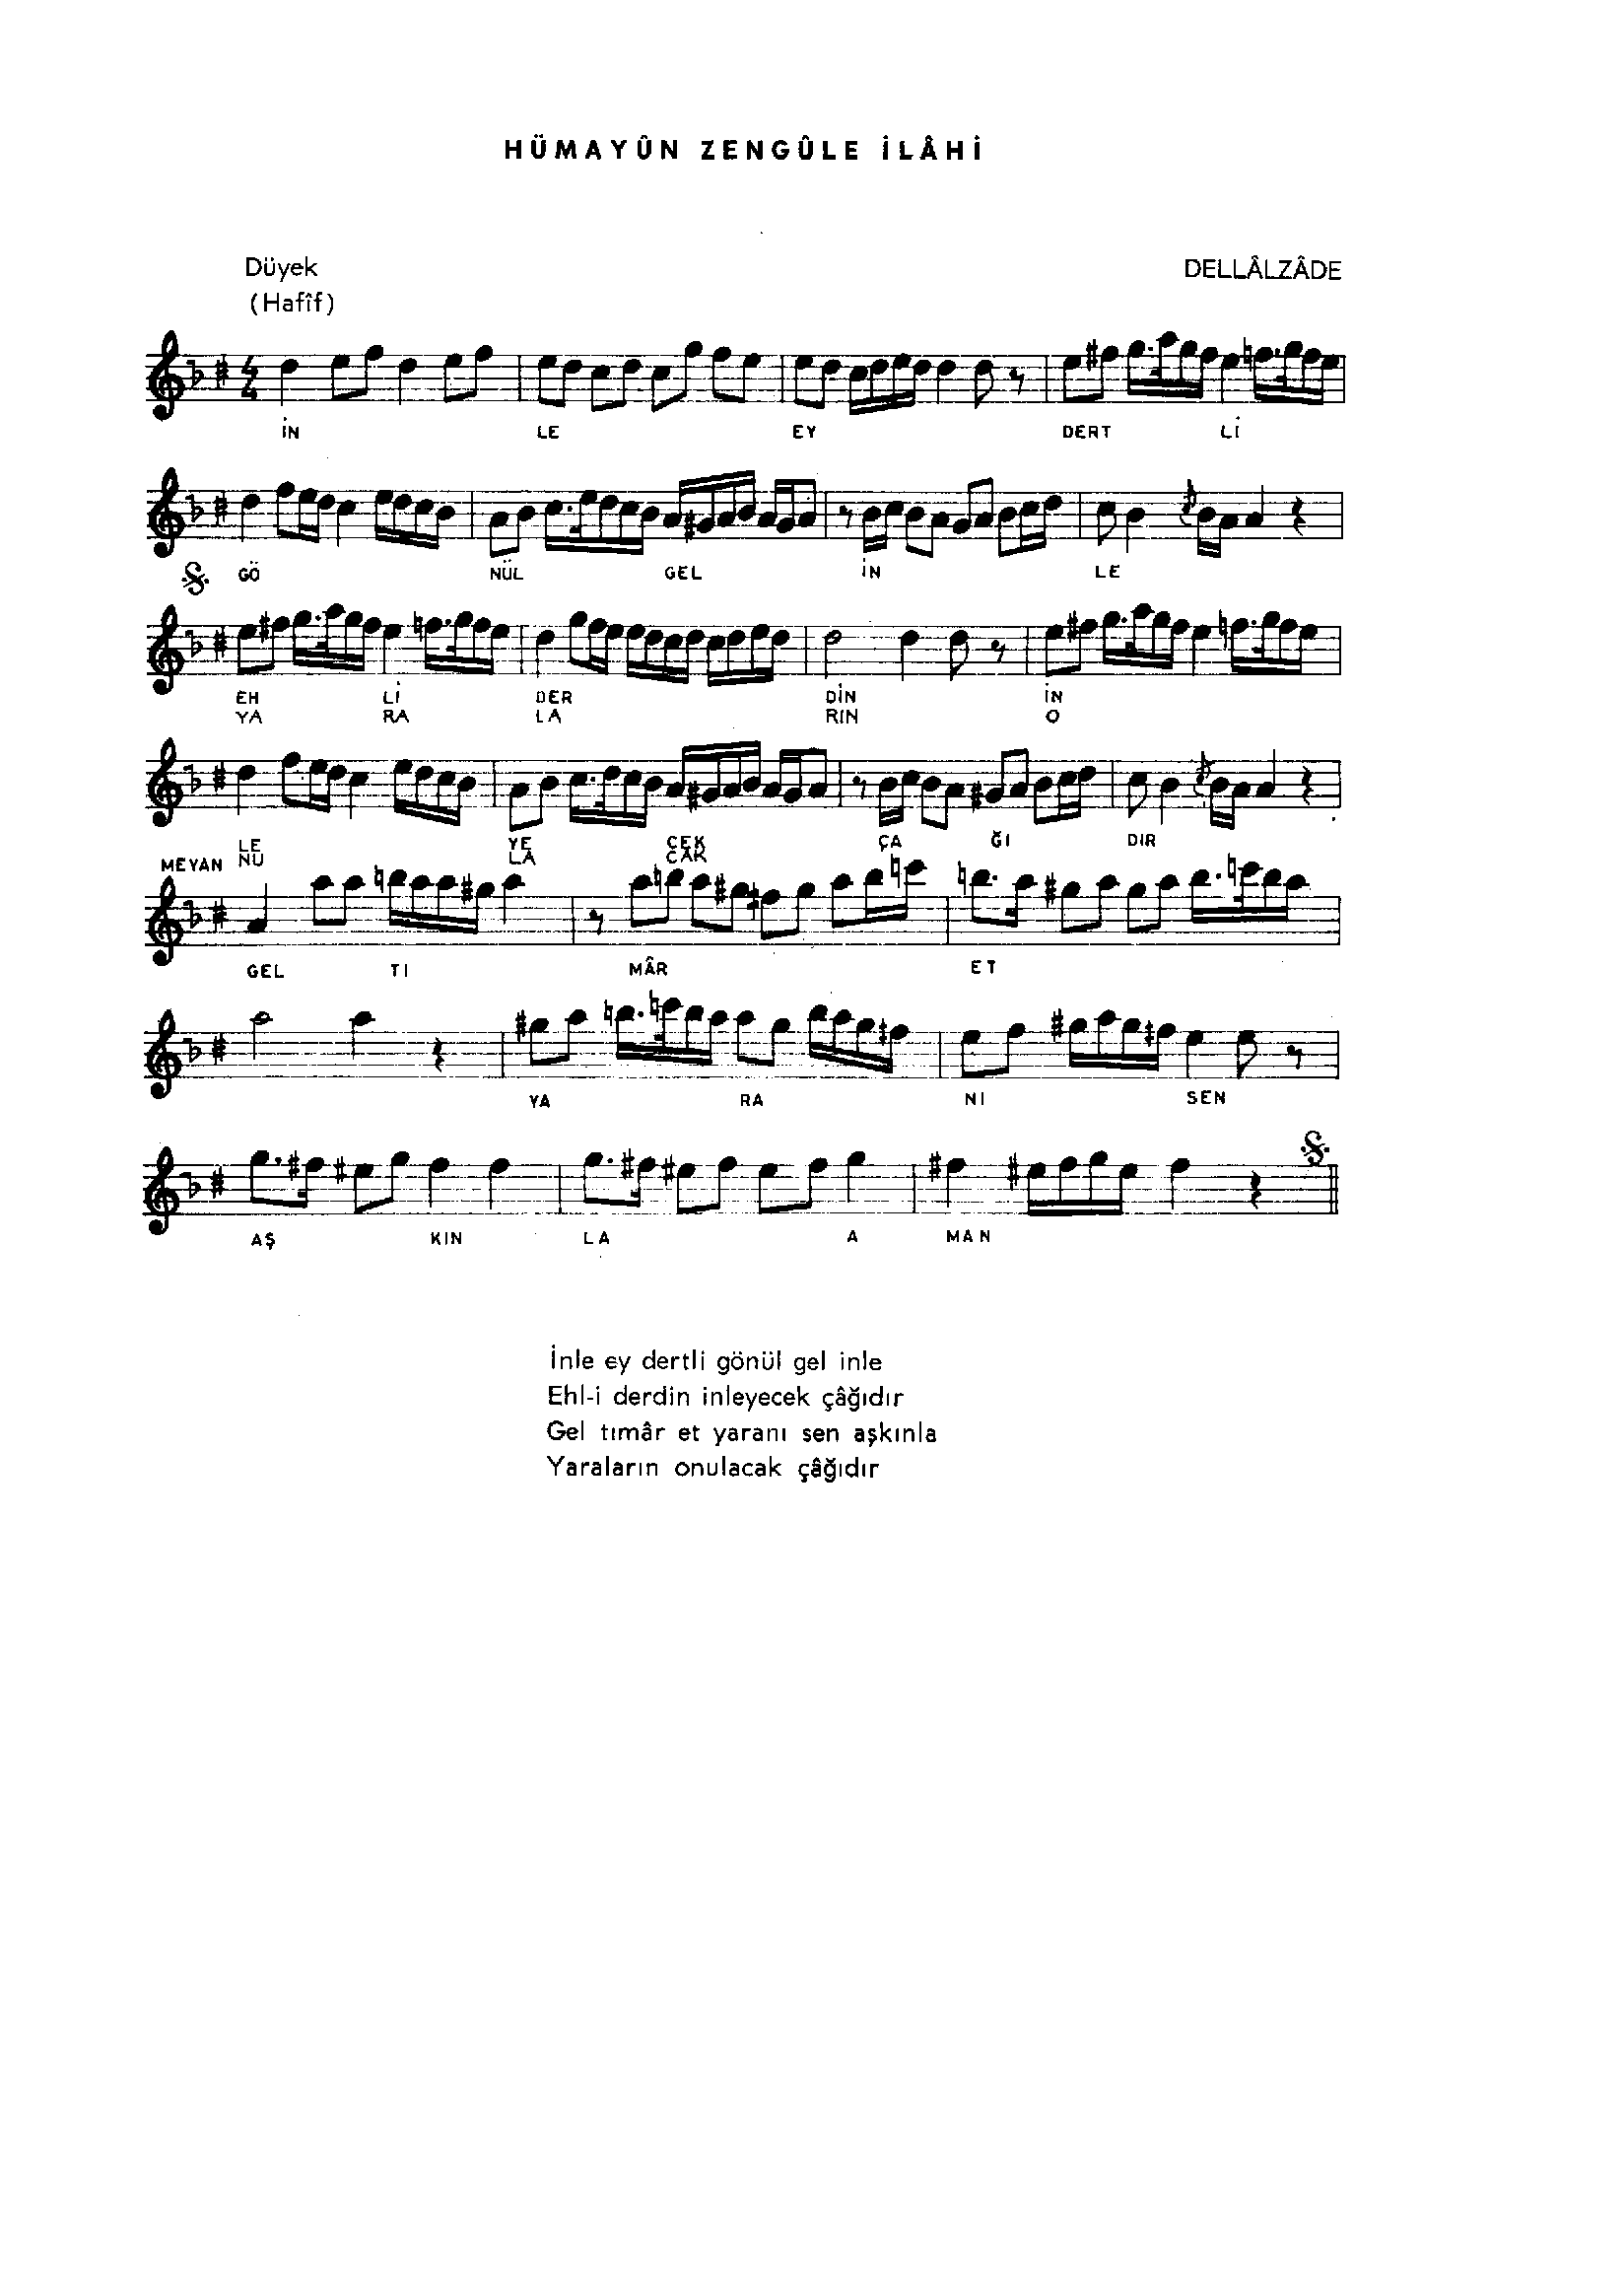 HÜMAYÛN ZENGÛLE İLÂHİ
Düyek
DELLÂLZÂDE
(Hafîf)
4
4
İN LE EY DERT Lİ
GÖ NÜL GEL İN LE
EH Lİ DER DİN İN
YA RA LA RIN O
LE YE CEK ÇA ĞI DIR
NU LA CAK
MEYAN
GEL TI MÂR ET
YA RA NI SEN
AŞ KIN LA A MAN
İnle ey dertli gönül gel inle
Ehl-i derdin inleyecek çâğıdır
Gel tımâr et yaranı sen aşkınla
Yaraların onulacak çâğıdır